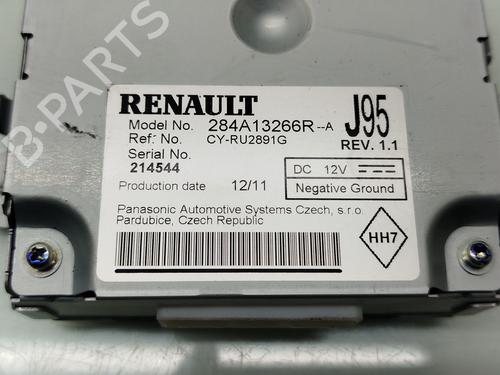 RENAULT
Model No. 284A13266R--A
Ref. No. CY-RU2891G
Serial No.
214544
J95
REV. 1.1
DC 12V
Negative Ground
Production date 12/11
Panasonic Automotive Systems Czech, s.r.o.
Pardubice, Czech Republic
HH7
B-PARTS